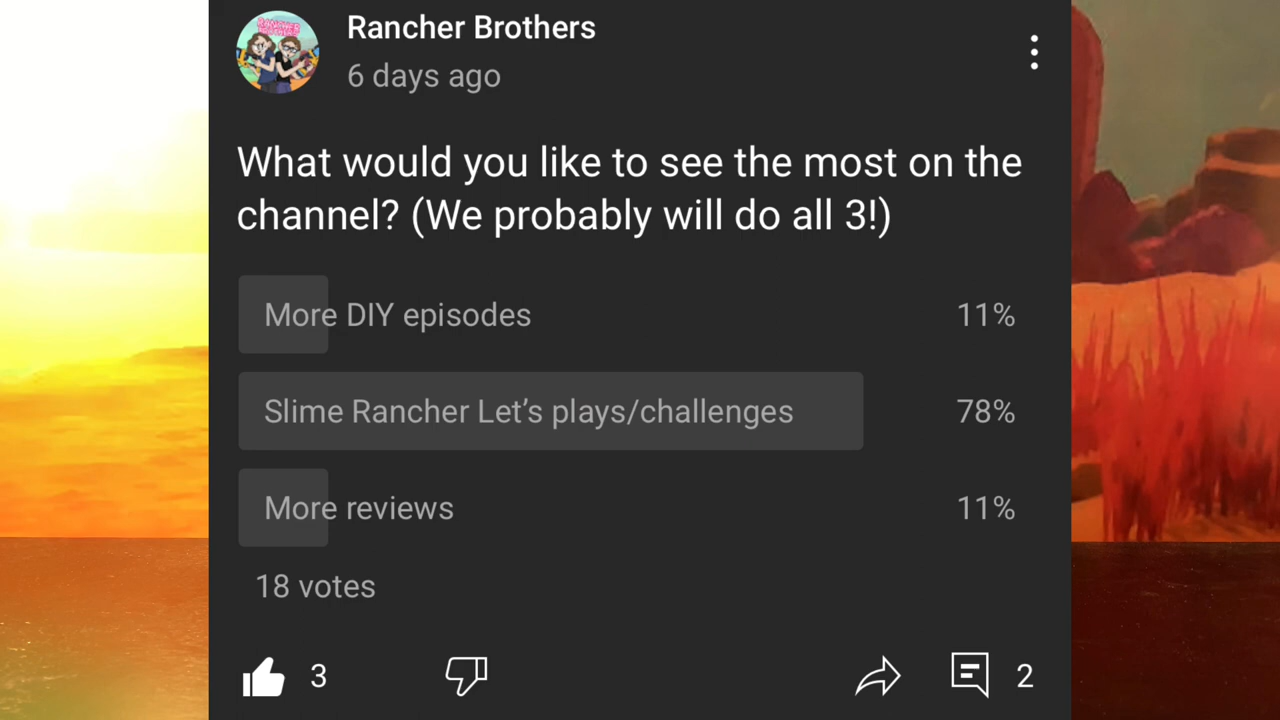 Rancher Brothers
6 days ago
What would you like to see the most on the
channel? (We probably will do all 3!)
More DIY episodes 11%
Slime Rancher Let’s plays/challenges 78%
More reviews 11%
18 votes
3 2